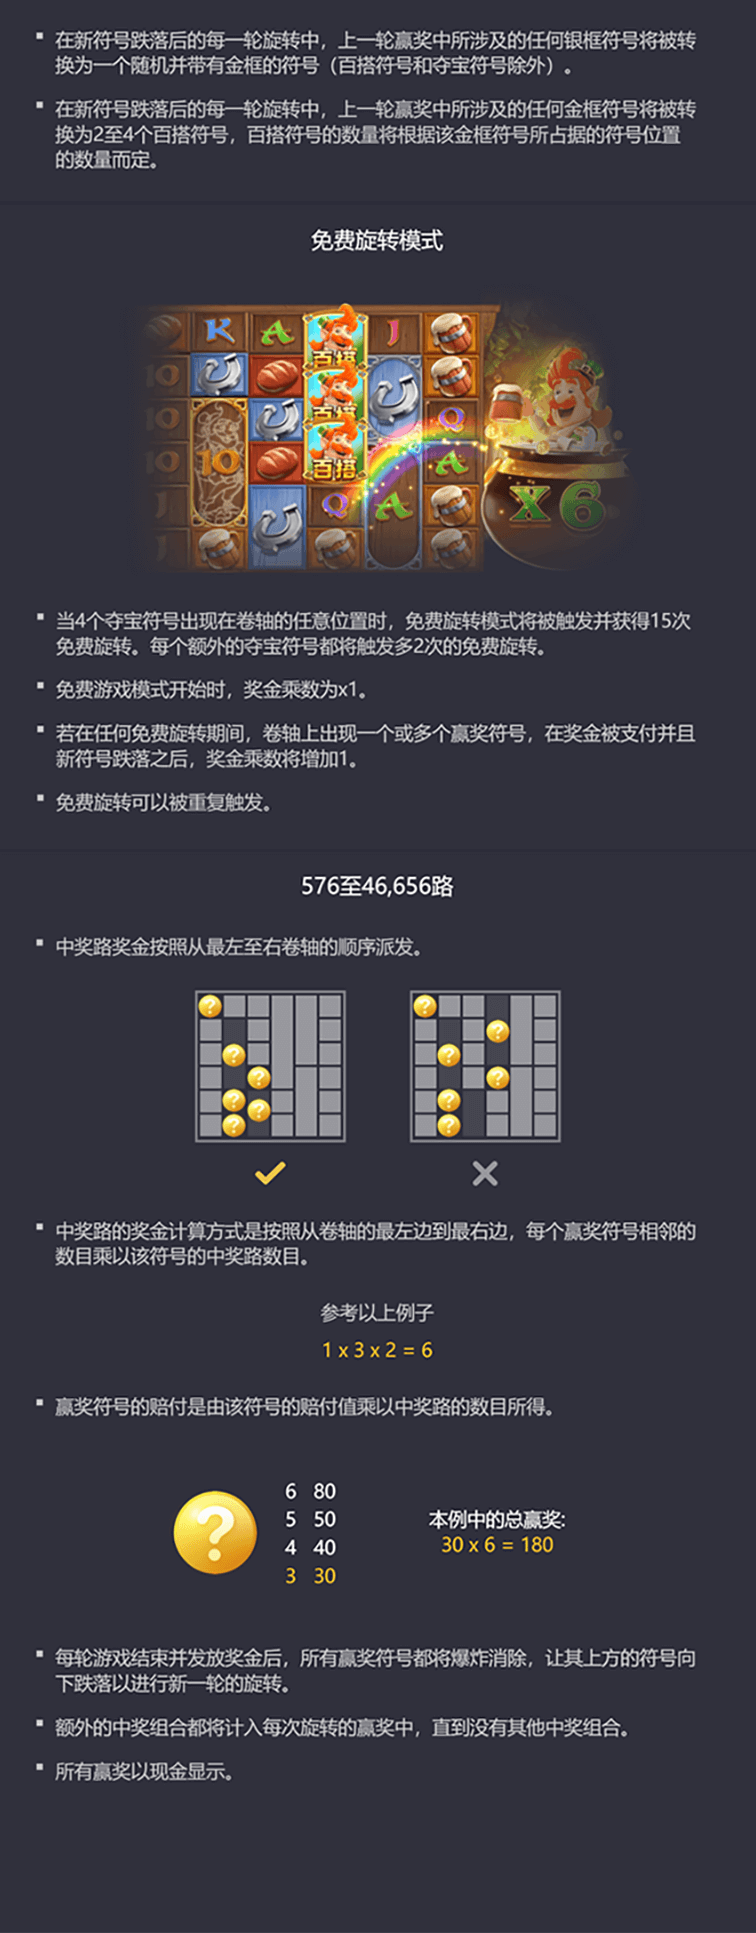 在新符号跌落后的每一轮旋转中，上一轮赢奖中所涉及的任何银框符号将被转
换为一个随机并带有金框的符号（百搭符号和夺宝符号除外）。
在新符号跌落后的每一轮旋转中，上一轮赢奖中所涉及的任何金框符号将被转
换为2至4个百搭符号，百搭符号的数量将根据该金框符号所占据的符号位置
的数量而定。
免费旋转模式
K A 百搭 J
10
10 百搭 Q
10 10 百搭 A
J Q A
J
X6
当4个夺宝符号出现在卷轴的任意位置时，免费旋转模式将被触发并获得15次
免费旋转。每个额外的夺宝符号都将触发多2次的免费旋转。
免费游戏模式开始时，奖金乘数为x1。
若在任何免费旋转期间，卷轴上出现一个或多个赢奖符号，在奖金被支付并且
新符号跌落之后，奖金乘数将增加1。
免费旋转可以被重复触发。
576至46,656路
中奖路奖金按照从最左至右卷轴的顺序派发。
? ?
?
? ?
? ?
? ?
?
? ?
中奖路的奖金计算方式是按照从卷轴的最左边到最右边，每个赢奖符号相邻的
数目乘以该符号的中奖路数目。
参考以上例子
1 x 3 x 2 = 6
赢奖符号的赔付是由该符号的赔付值乘以中奖路的数目所得。
?
6 80
5 50
4 40
3 30
本例中的总赢奖:
30 x 6 = 180
每轮游戏结束并发放奖金后，所有赢奖符号都将爆炸消除，让其上方的符号向
下跌落以进行新一轮的旋转。
额外的中奖组合都将计入每次旋转的赢奖中，直到没有其他中奖组合。
所有赢奖以现金显示。